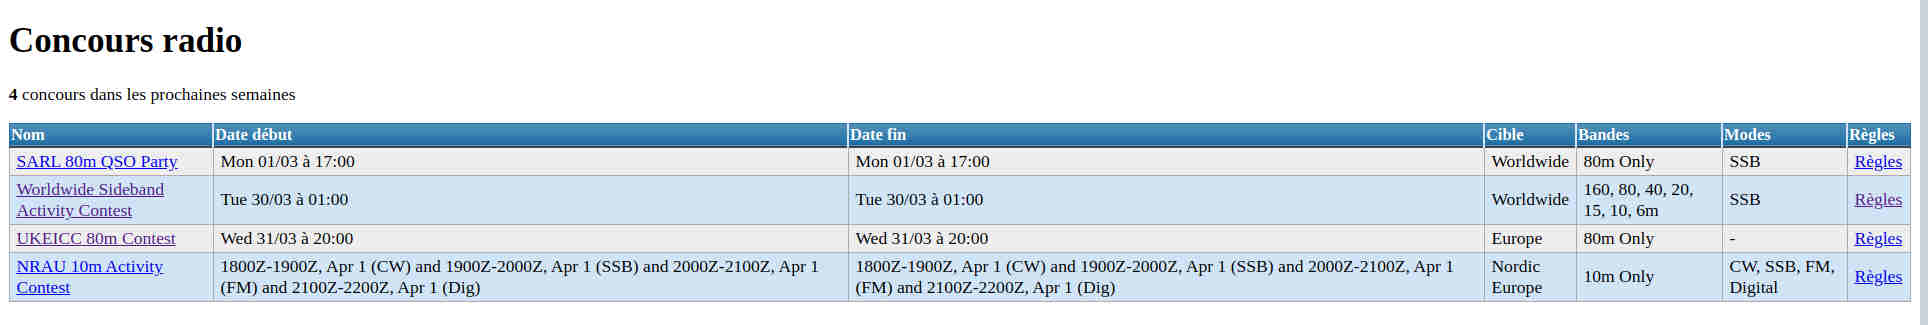 Concours radio
4 concours dans les prochaines semaines
Nom Date début Date fin Cible Bandes Modes Règles
SARL 80m QSO Party Mon 01/03 à 17:00 Mon 01/03 à 17:00 Worldwide 80m Only SSB Règles
Worldwide Sideband
Activity Contest Tue 30/03 à 01:00 Tue 30/03 à 01:00 Worldwide 160, 80, 40, 20,
15, 10, 6m SSB Règles
UKEICC 80m Contest Wed 31/03 à 20:00 Wed 31/03 à 20:00 Europe 80m Only - Règles
NRAU 10m Activity
Contest 1800Z-1900Z, Apr 1 (CW) and 1900Z-2000Z, Apr 1 (SSB) and 2000Z-2100Z, Apr 1
(FM) and 2100Z-2200Z, Apr 1 (Dig) 1800Z-1900Z, Apr 1 (CW) and 1900Z-2000Z, Apr 1 (SSB) and 2000Z-2100Z, Apr 1
(FM) and 2100Z-2200Z, Apr 1 (Dig) Nordic
Europe 10m Only CW, SSB, FM,
Digital Règles